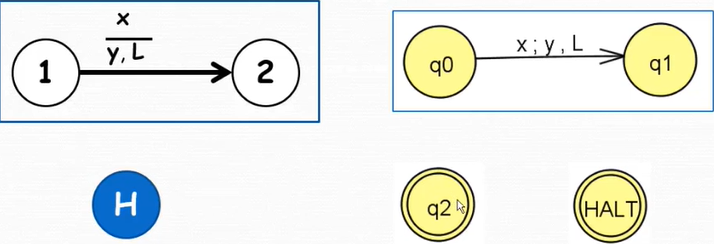 x
y, L
1
2
x ; y , L
q0
q1
H
q2
HALT